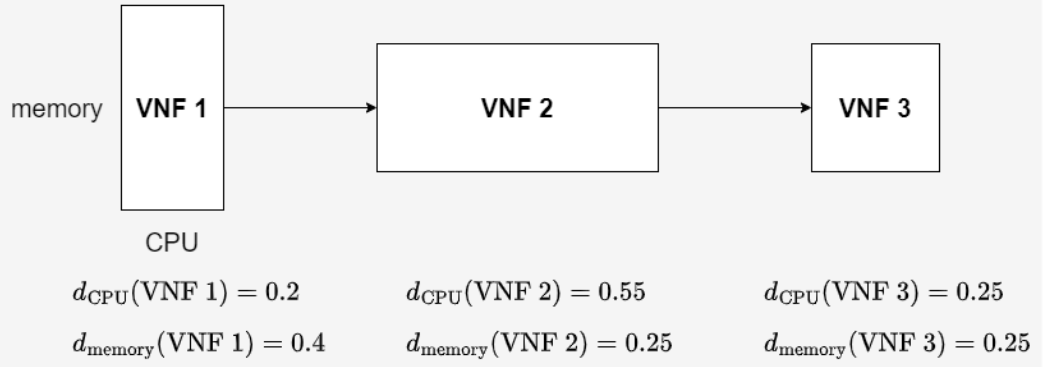 memory VNF 1 VNF 2 VNF 3
CPU
d_CPU(VNF 1) = 0.2 d_CPU(VNF 2) = 0.55 d_CPU(VNF 3) = 0.25
d_memory(VNF 1) = 0.4 d_memory(VNF 2) = 0.25 d_memory(VNF 3) = 0.25